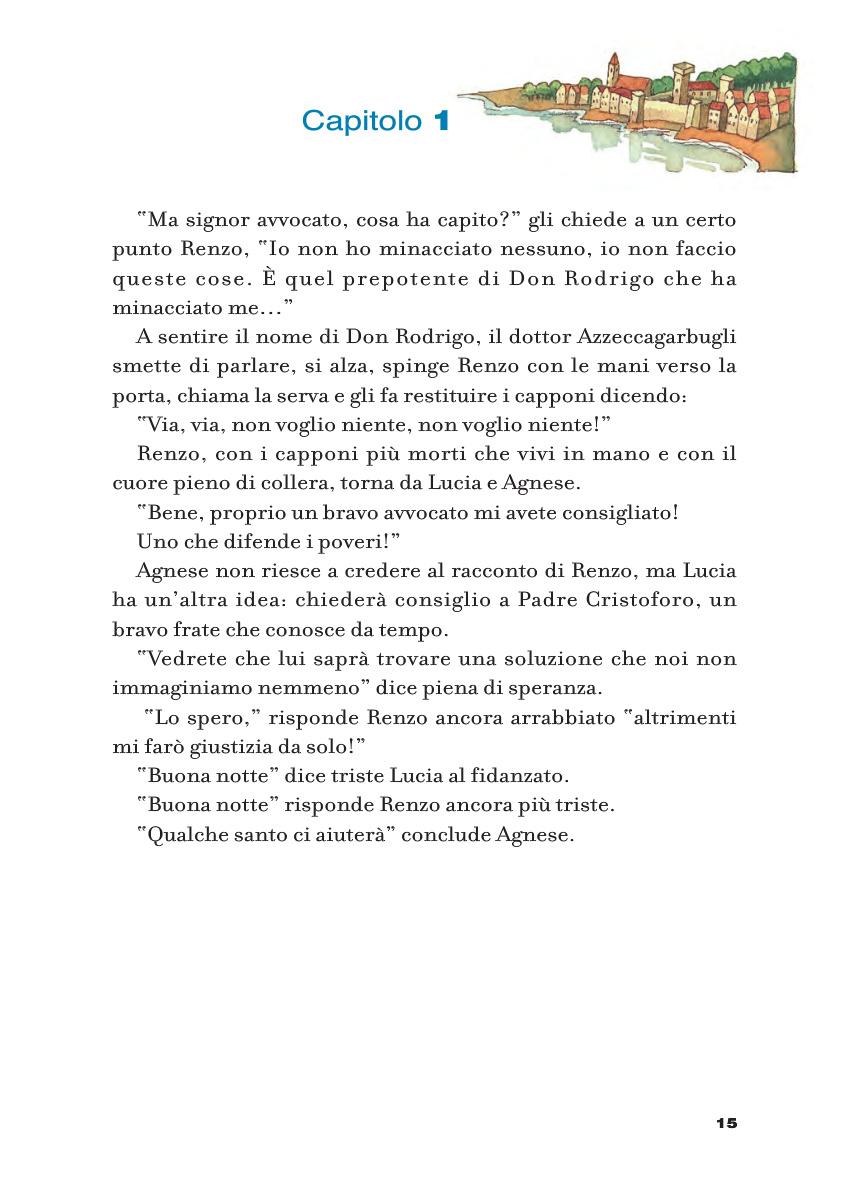 Capitolo 1
“Ma signor avvocato, cosa ha capito?” gli chiede a un certo
punto Renzo, “Io non ho minacciato nessuno, io non faccio
queste cose. È quel prepotente di Don Rodrigo che ha
minacciato me...”
A sentire il nome di Don Rodrigo, il dottor Azzeccagarbugli
smette di parlare, si alza, spinge Renzo con le mani verso la
porta, chiama la serva e gli fa restituire i capponi dicendo:
“Via, via, non voglio niente, non voglio niente!”
Renzo, con i capponi più morti che vivi in mano e con il
cuore pieno di collera, torna da Lucia e Agnese.
“Bene, proprio un bravo avvocato mi avete consigliato!
Uno che difende i poveri!”
Agnese non riesce a credere al racconto di Renzo, ma Lucia
ha un’altra idea: chiederà consiglio a Padre Cristoforo, un
bravo frate che conosce da tempo.
“Vedrete che lui saprà trovare una soluzione che noi non
immaginiamo nemmeno” dice piena di speranza.
“Lo spero,” risponde Renzo ancora arrabbiato “altrimenti
mi farò giustizia da solo!”
“Buona notte” dice triste Lucia al fidanzato.
“Buona notte” risponde Renzo ancora più triste.
“Qualche santo ci aiuterà” conclude Agnese.
15